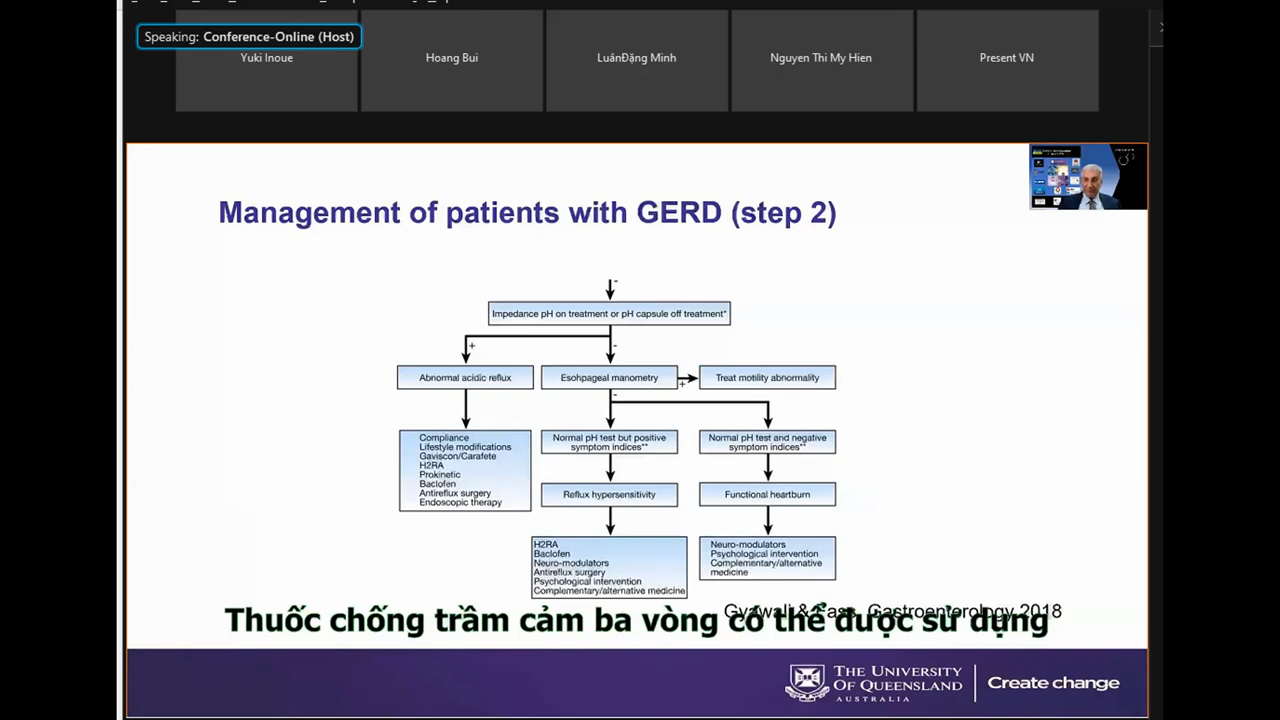 Speaking: Conference-Online (Host)
Yuki Inoue
Hoang Bui
LuânĐặng Minh
Nguyen Thi My Hien
Present VN
Management of patients with GERD (step 2)
-
Impedance pH on treatment or pH capsule off treatment*
+
-
Abnormal acidic reflux
Esohpageal manometry
+
Treat motility abnormality
-
Compliance
Lifestyle modifications
Gaviscon/Carafete
H2RA
Prokinetic
Baclofen
Antireflux surgery
Endoscopic therapy
Normal pH test but positive
symptom indices**
Normal pH test and negative
symptom indices**
Reflux hypersensitivity
Functional heartburn
H2RA
Baclofen
Neuro-modulators
Antireflux surgery
Psychological intervention
Complementary/alternative medicine
Neuro-modulators
Psychological intervention
Complementary/alternative
medicine
Gyawali & Fass, Gastroenterology 2018
Thuốc chống trầm cảm ba vòng có thể được sử dụng
THE UNIVERSITY
OF QUEENSLAND
AUSTRALIA
Create change